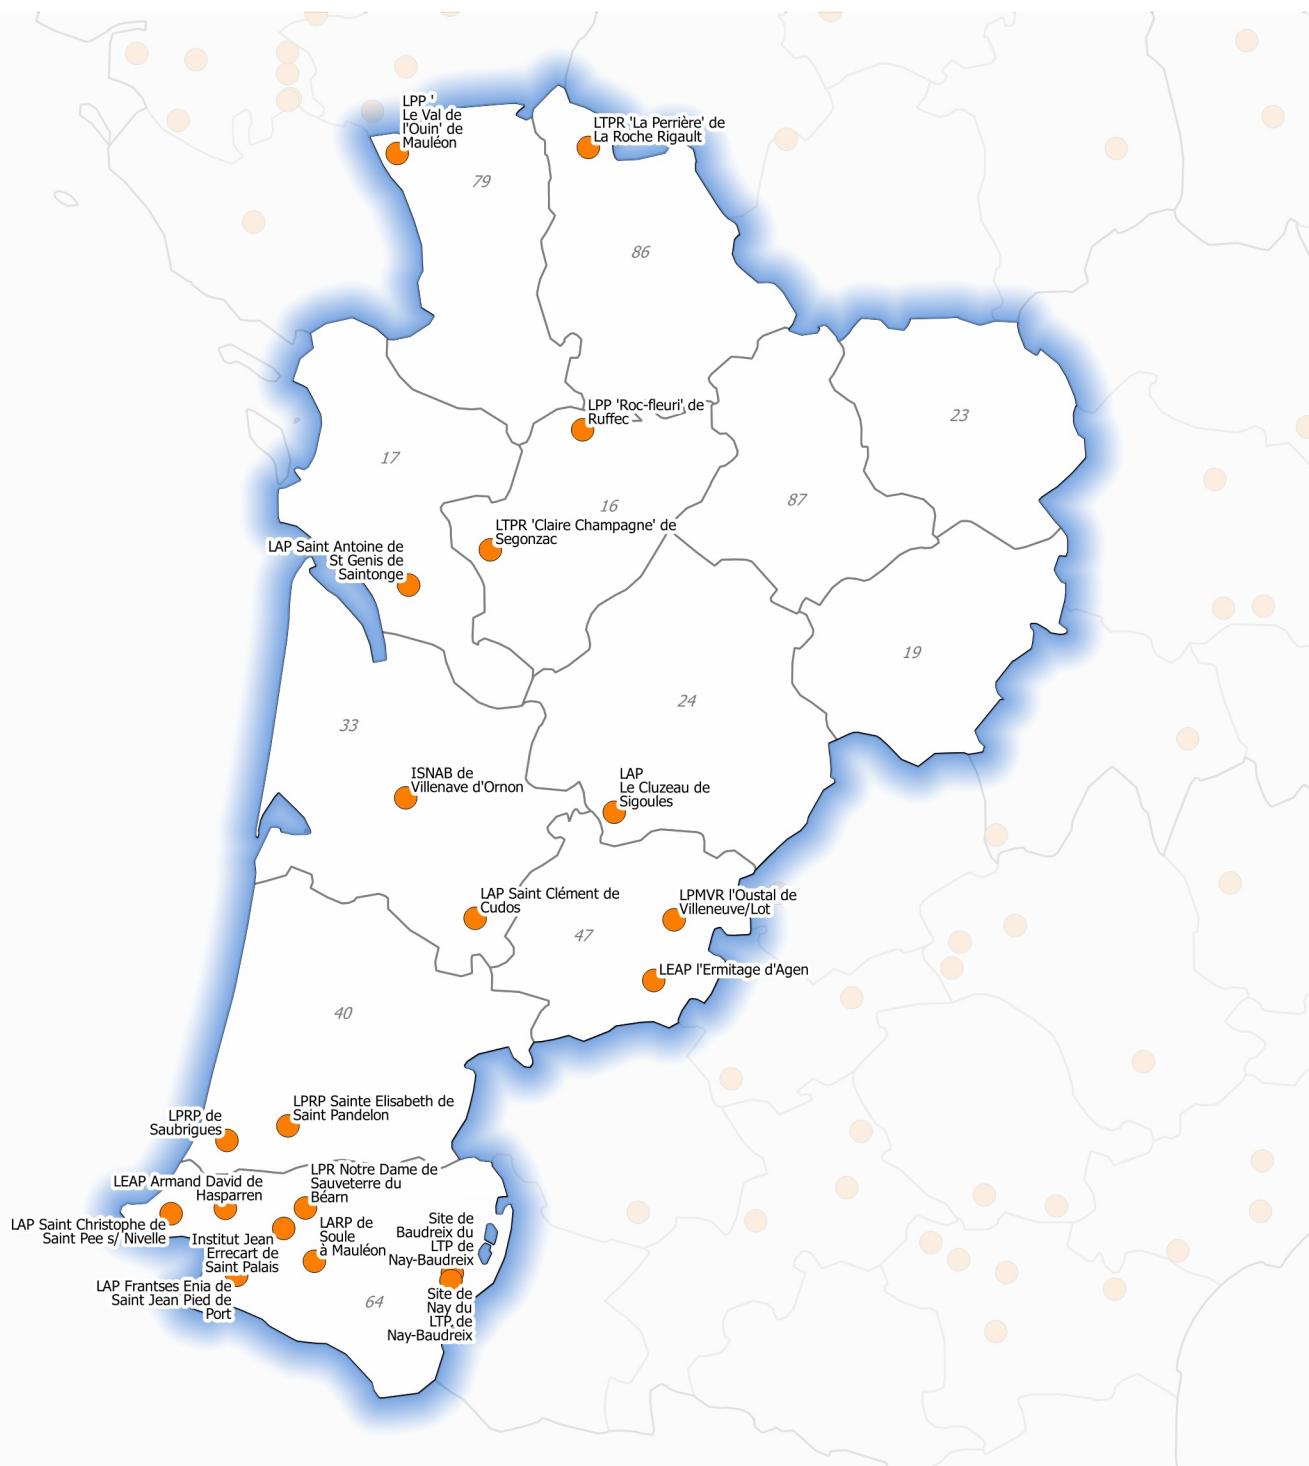 LPP '
Le Val de
l'Ouin' de
Mauléon
LTPR 'La Perrière' de
La Roche Rigault
79
86
LPP 'Roc-fleuri' de
Ruffec
23
17
87
16
LTPR 'Claire Champagne' de
Segonzac
LAP Saint Antoine de
St Genis de
Saintonge
19
24
33
ISNAB de
Villenave d'Ornon
LAP
Le Cluzeau de
Sigoules
LAP Saint Clément de
Cudos
LPMVR l'Oustal de
Villeneuve/Lot
47
LEAP l'Ermitage d'Agen
40
LPRP Sainte Elisabeth de
Saint Pandelon
LPRP de
Saubrigues
LPR Notre Dame de
Sauveterre du
Béarn
LEAP Armand David de
Hasparren
LAP Saint Christophe de
Saint Pee s/ Nivelle
LARP de
Soule
à Mauléon
Institut Jean
Errecart de
Saint Palais
Site de
Baudreix du
LTP de
Nay-Baudreix
LAP Frantses Enia de
Saint Jean Pied de
Port
64
Site de
Nay du
LTP de
Nay-Baudreix